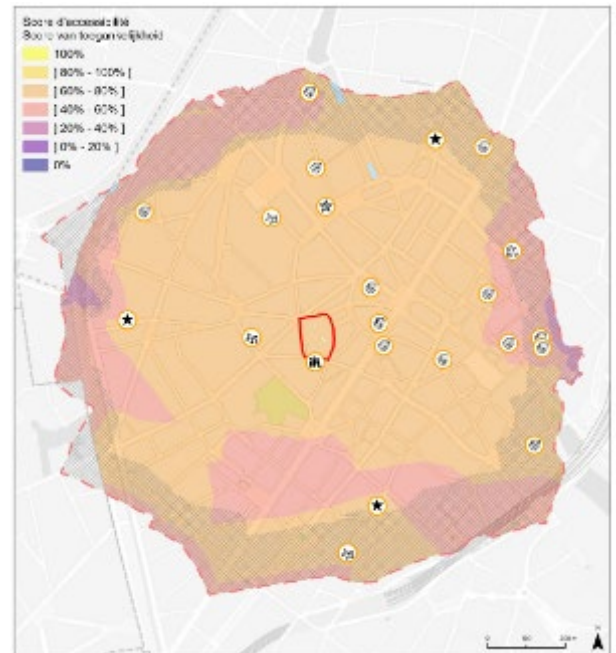 Score d'accessibilité
Score van toegankelijkheid
100%
[ 80% - 100% ]
[ 60% - 80% ]
[ 40% - 60% ]
[ 20% - 40% ]
[ 0% - 20% ]
0%